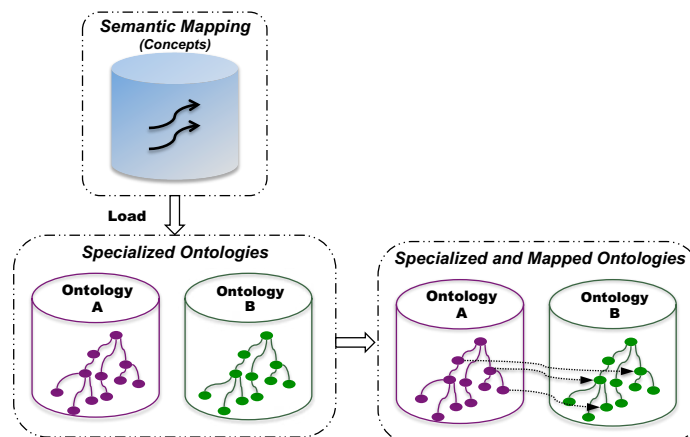 Semantic Mapping
(Concepts)
Load
Specialized Ontologies
Ontology
A
Ontology
B
Specialized and Mapped Ontologies
Ontology
A
Ontology
B